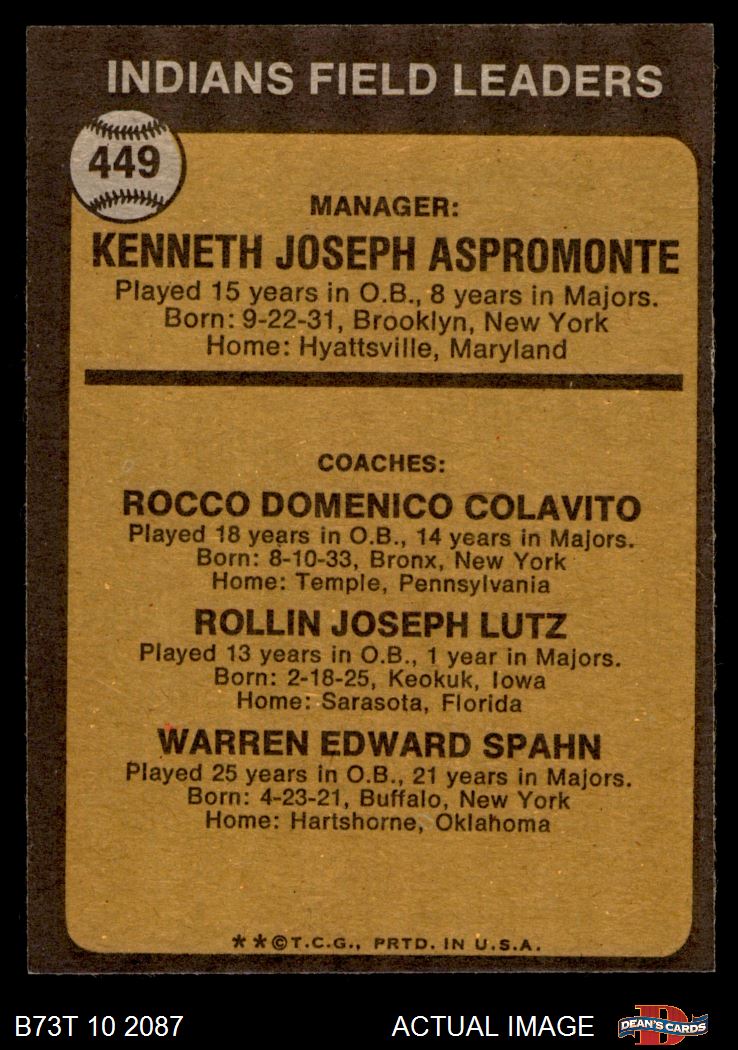 INDIANS FIELD LEADERS
449
MANAGER:
KENNETH JOSEPH ASPROMONTE
Played 15 years in O.B., 8 years in Majors.
Born: 9-22-31, Brooklyn, New York
Home: Hyattsville, Maryland
COACHES:
ROCCO DOMENICO COLAVITO
Played 18 years in O.B., 14 years in Majors.
Born: 8-10-33, Bronx, New York
Home: Temple, Pennsylvania
ROLLIN JOSEPH LUTZ
Played 13 years in O.B., 1 year in Majors.
Born: 2-18-25, Keokuk, Iowa
Home: Sarasota, Florida
WARREN EDWARD SPAHN
Played 25 years in O.B., 21 years in Majors.
Born: 4-23-21, Buffalo, New York
Home: Hartshorne, Oklahoma
**©T.C.G., PRTD. IN U.S.A.
B73T 10 2087 ACTUAL IMAGE
D
DEAN'S CARDS